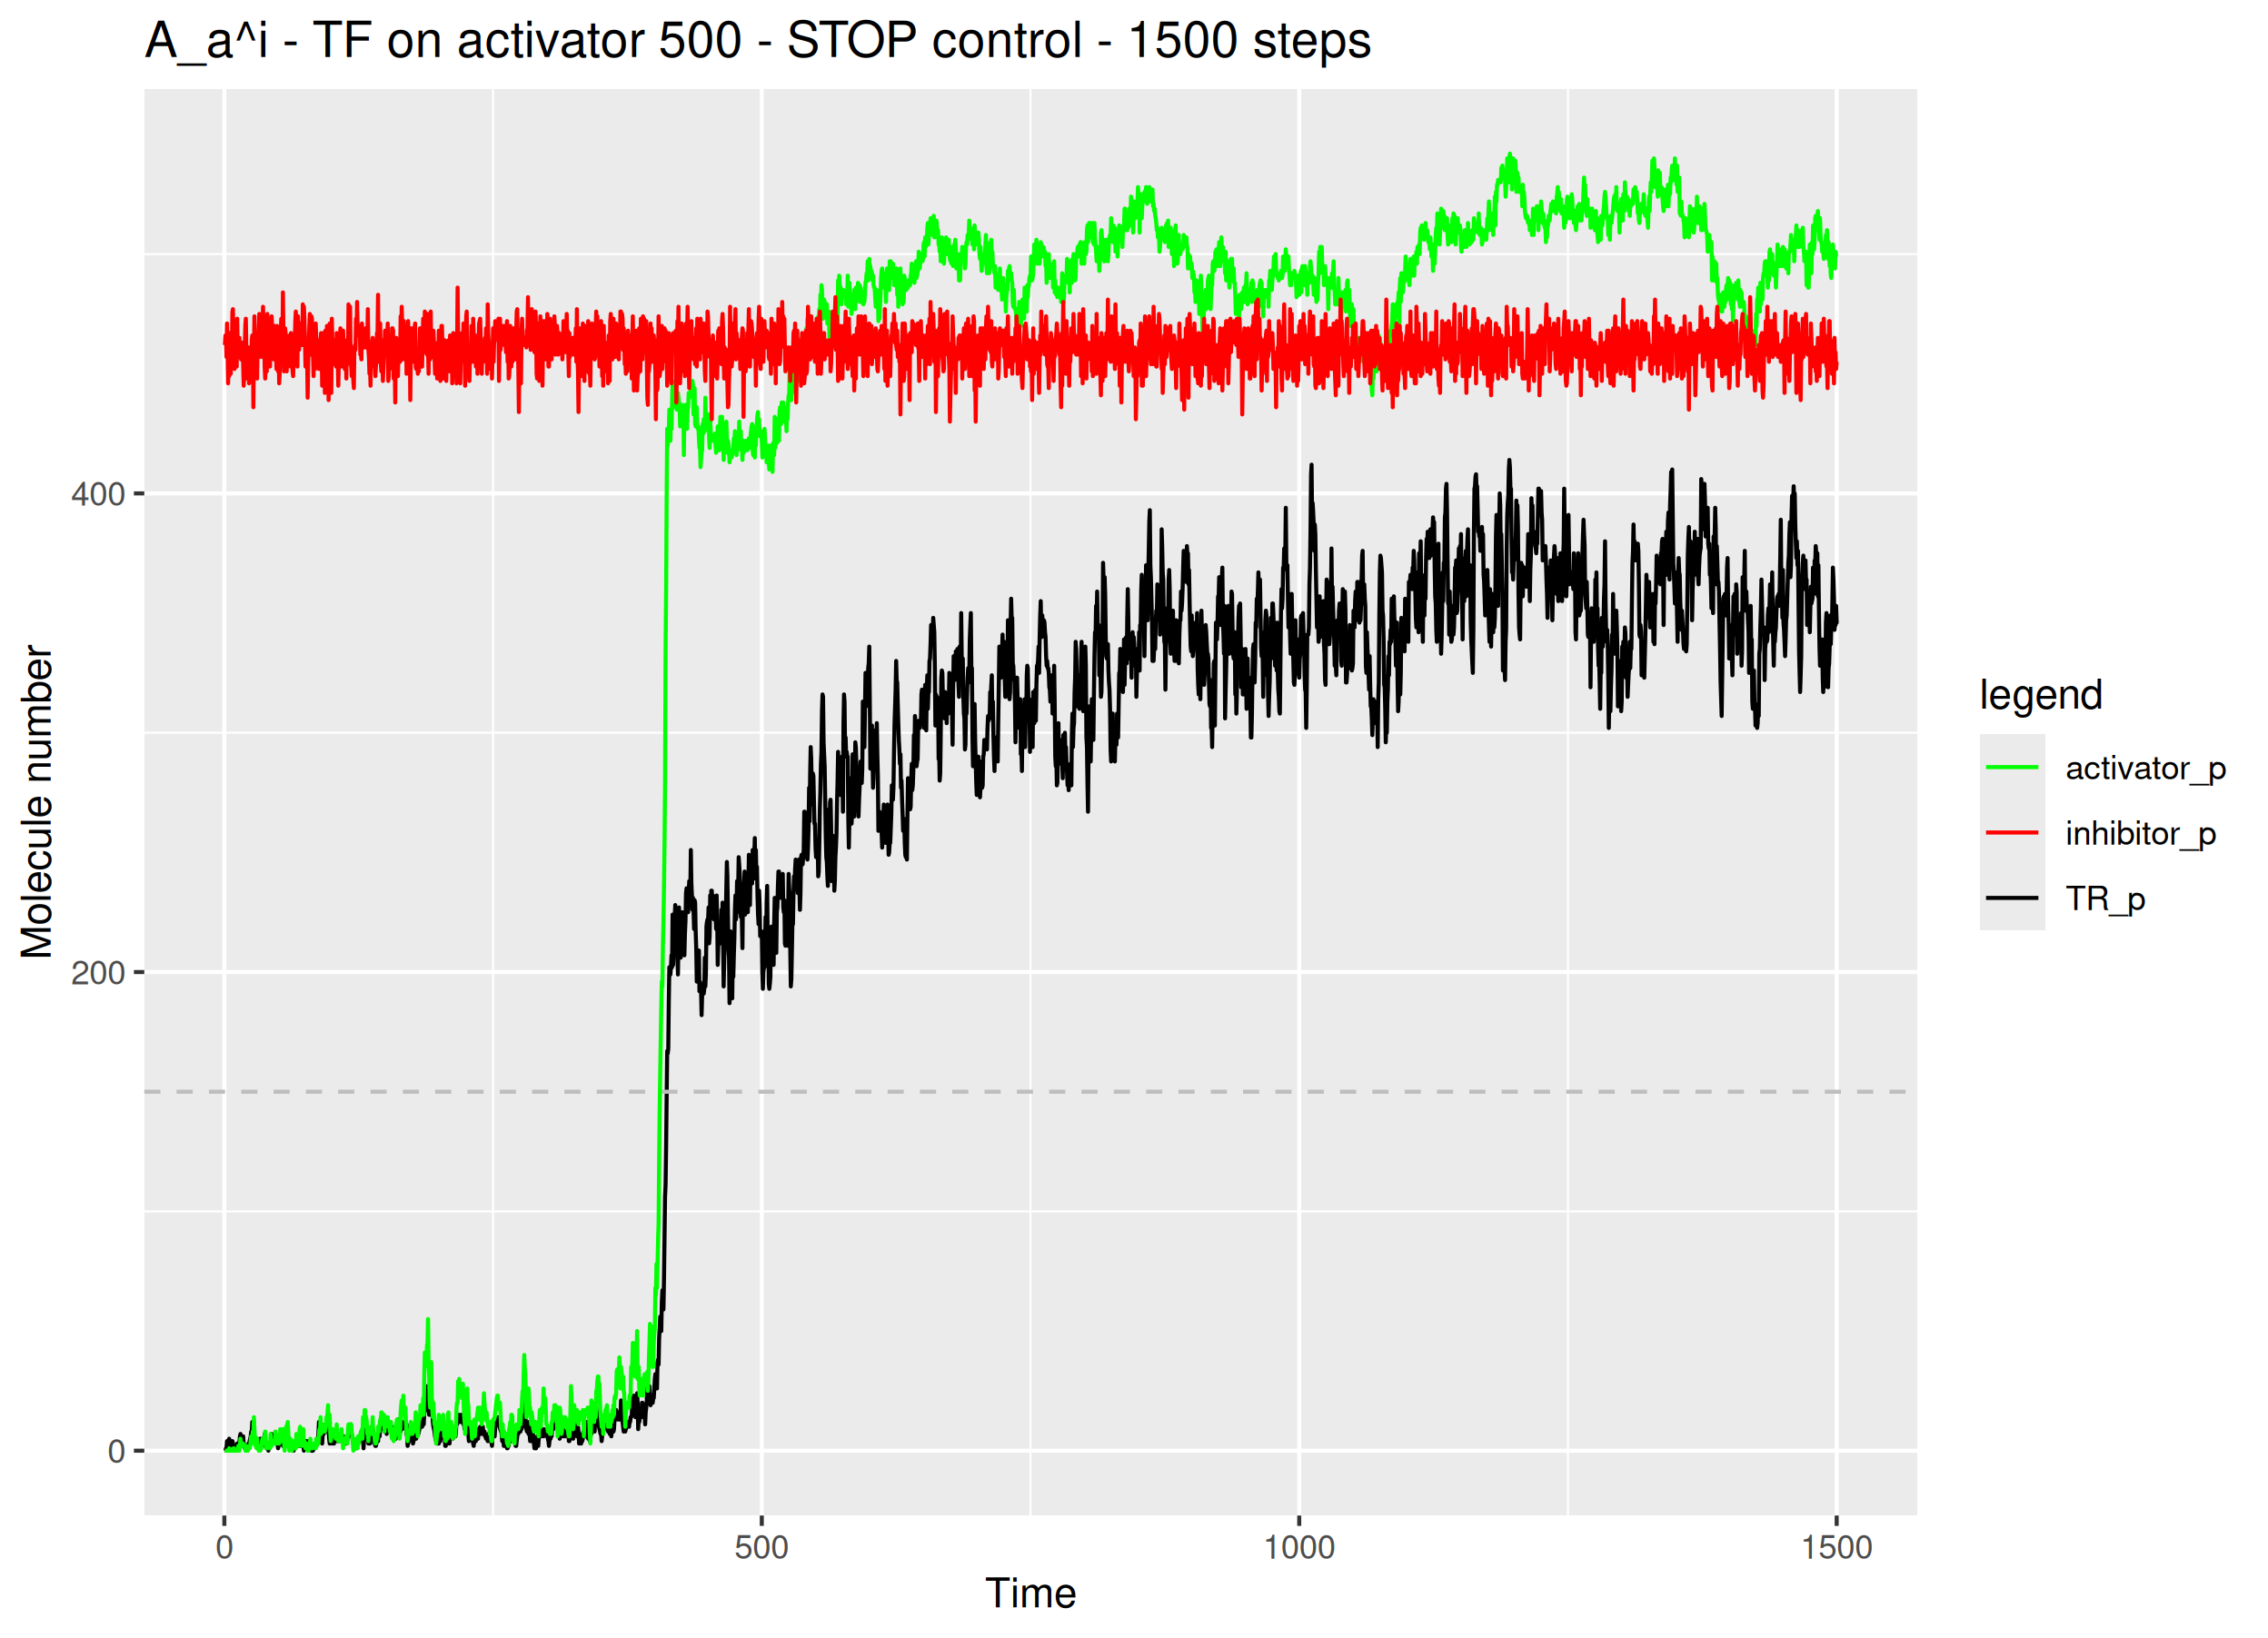 A_a^i - TF on activator 500 - STOP control - 1500 steps
Molecule number
400
200
0
0 500 1000 1500
Time
legend
activator_p
inhibitor_p
TR_p